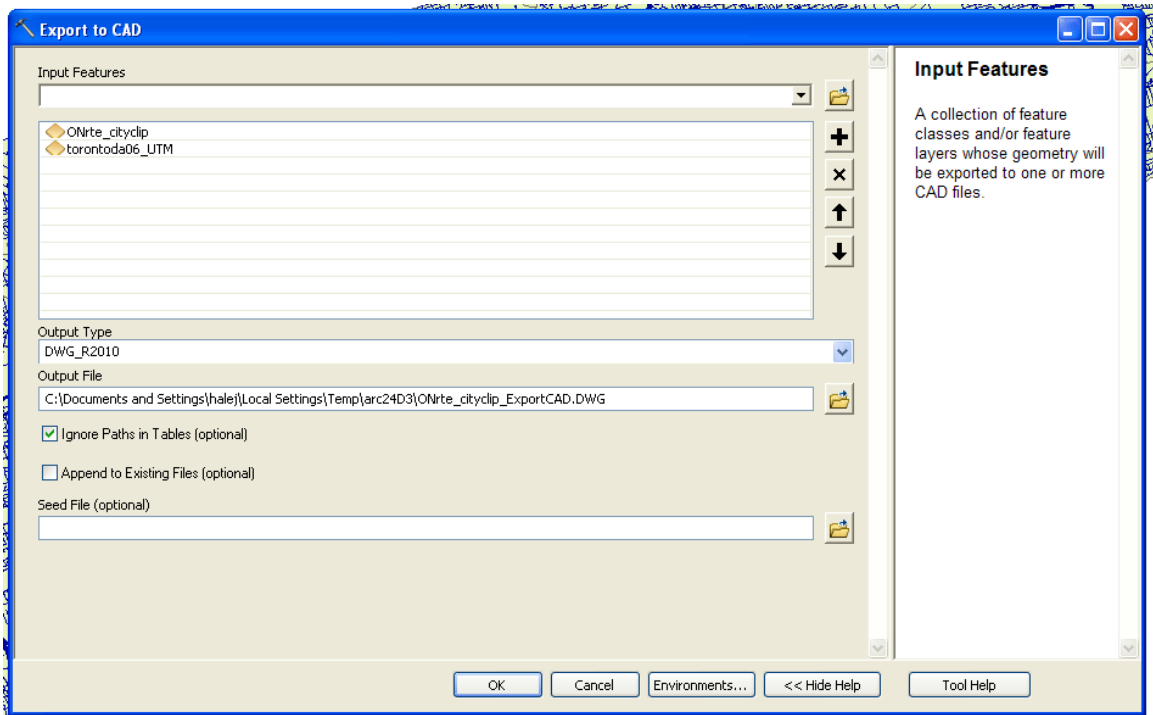 Export to CAD
Input Features
ONrte_cityclip
torontoda06_UTM
Output Type
DWG_R2010
Output File
C:\Documents and Settings\halej\Local Settings\Temp\arc24D3\ONrte_cityclip_ExportCAD.DWG
Ignore Paths in Tables (optional)
Append to Existing Files (optional)
Seed File (optional)
Input Features
A collection of feature
classes and/or feature
layers whose geometry will
be exported to one or more
CAD files.
OK
Cancel
Environments...
<< Hide Help
Tool Help